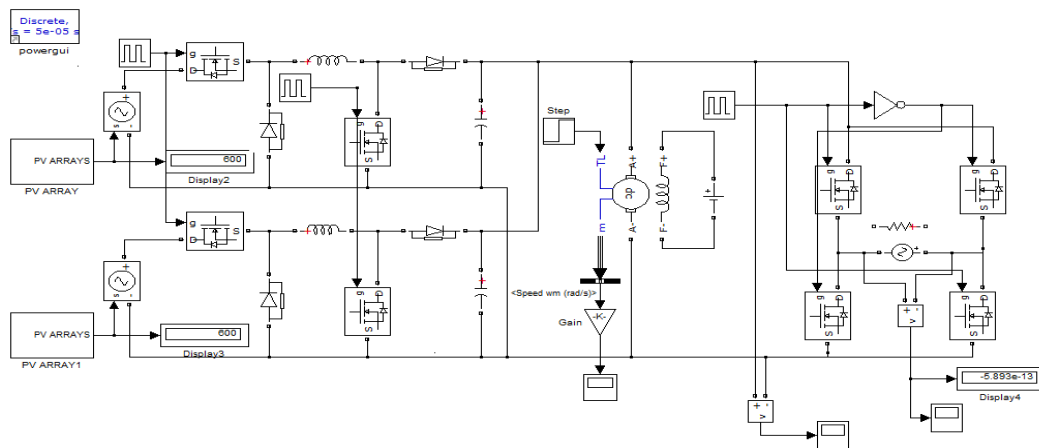 Discrete,
s = 5e-05 s
powergui
g
D
S
g
S
PV ARRAYS
PV ARRAY
600
Display2
g
D
S
g
S
PV ARRAYS
PV ARRAY1
600
Display3
Step
TL
m
A+
dc
A-
F+
F-
<Speed wm (rad/s)>
-K-
Gain
g
D
S
g
D
S
g
D
S
g
D
S
v
v
-5.893e-13
Display4